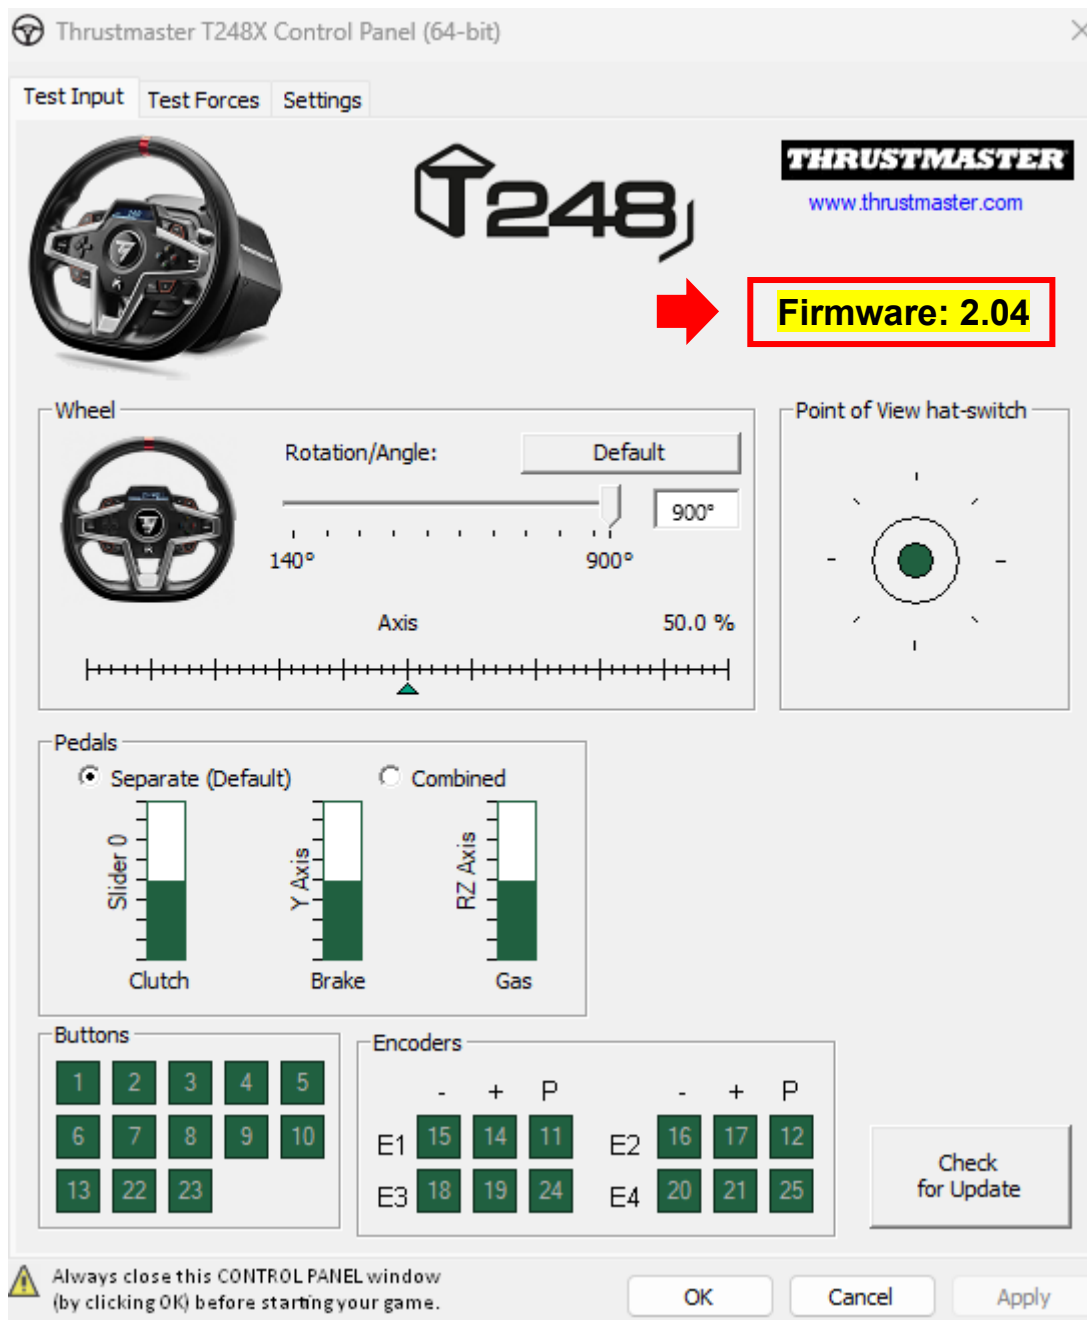 Thrustmaster T248X Control Panel (64-bit)
Test Input Test Forces Settings
T248
THRUSTMASTER
www.thrustmaster.com
Firmware: 2.04
Wheel
Rotation/Angle:
Default
900°
140° 900°
Axis 50.0 %
Point of View hat-switch
Pedals
Separate (Default) Combined
Slider 0
Y Axis
RZ Axis
Clutch Brake Gas
Buttons
1 2 3 4 5
6 7 8 9 10
13 22 23
Encoders
- + P - + P
E1 15 14 11 E2 16 17 12
E3 18 19 24 E4 20 21 25
Check
for Update
Always close this CONTROL PANEL window
(by clicking OK) before starting your game.
OK Cancel Apply